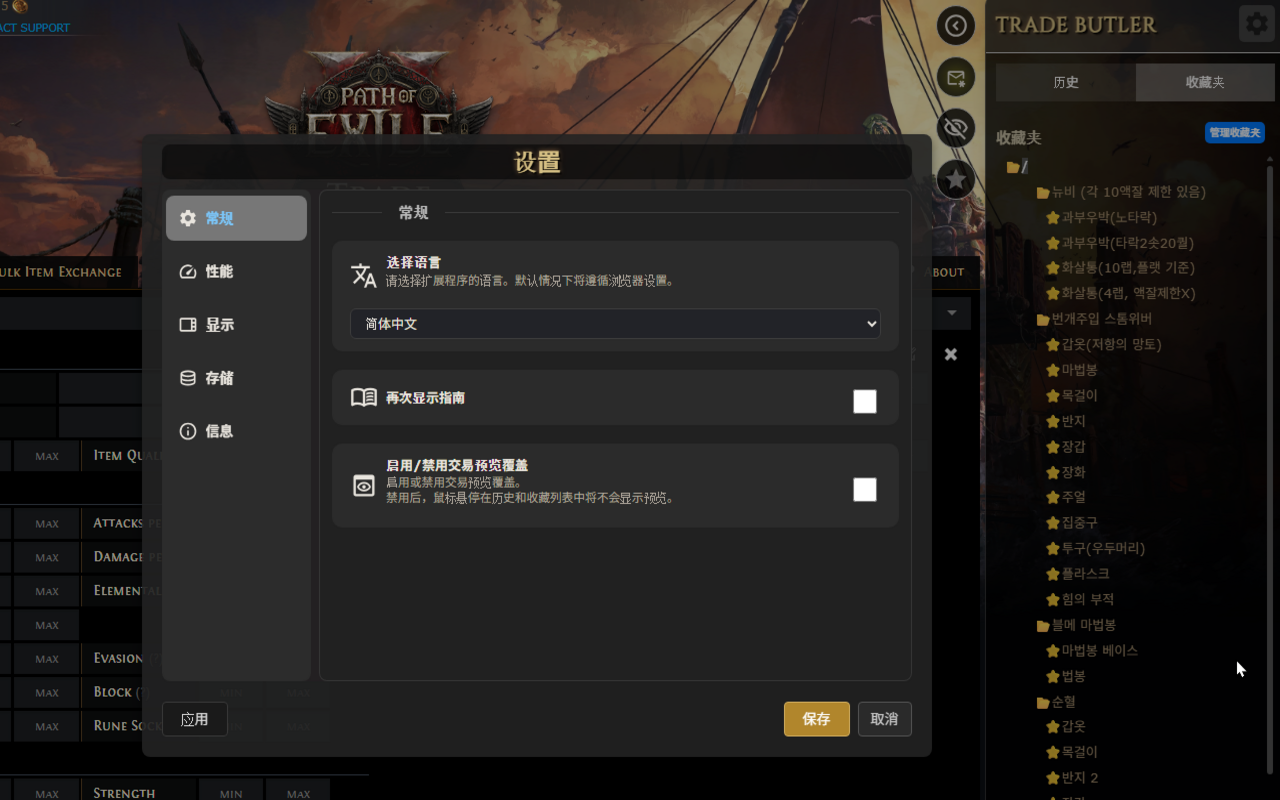 5
ACT SUPPORT
PATH OF
EXILE
TRADE
ULK ITEM EXCHANGE
ABOUT
MAX
ITEM QUAL
MAX
ATTACKS PE
MAX
DAMAGE PE
MAX
ELEMENTAL
MAX
MAX
EVASION
MAX
BLOCK (?)
MIN
MAX
MAX
RUNE SOCK
MAX
STRENGTH
MIN
MAX
设置
常规
性能
显示
存储
信息
常规
选择语言
请选择扩展程序的语言。默认情况下将遵循浏览器设置。
简体中文
再次显示指南
启用/禁用交易预览覆盖
启用或禁用交易预览覆盖。
禁用后，鼠标悬停在历史和收藏列表中将不会显示预览。
应用
保存
取消
TRADE BUTLER
历史
收藏夹
收藏夹
管理收藏夹
/
뉴비 (각 10액잘 제한 있음)
과부우박(노타락)
과부우박(타락2솟20퀄)
화살통(10랩,플랫 기준)
화살통(4랩, 액잘제한X)
번개주입 스톰위버
갑옷(저항의 망토)
마법봉
목걸이
반지
장갑
장화
주얼
집중구
투구(우두머리)
플라스크
힘의 부적
블메 마법봉
마법봉 베이스
법봉
순혈
갑옷
목걸이
반지 2